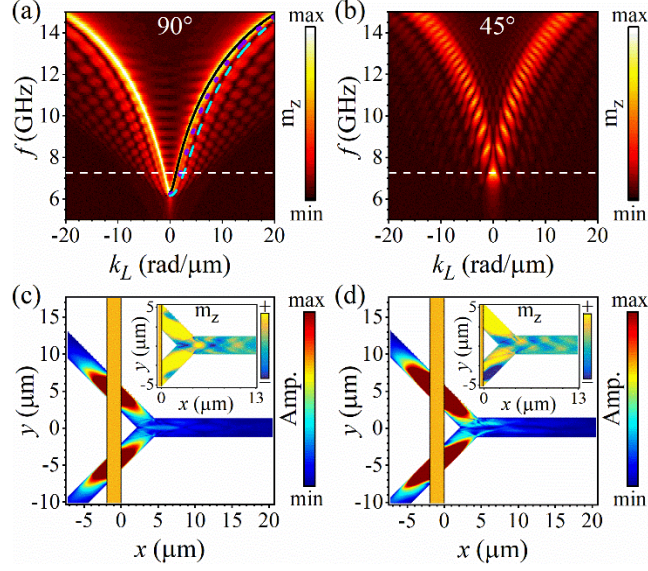 (a)
90°
max
m_z
min
f (GHz)
14
12
10
8
6
-20
-10
0
10
20
k_L (rad/μm)
(b)
45°
max
m_z
min
f (GHz)
14
12
10
8
6
-20
-10
0
10
20
k_L (rad/μm)
(c)
max
Amp.
min
y (μm)
15
10
5
0
-5
-10
-5
0
5
10
15
20
x (μm)
m_z
+
-
y (μm)
5
-5
0
13
x (μm)
(d)
max
Amp.
min
y (μm)
15
10
5
0
-5
-10
-5
0
5
10
15
20
x (μm)
m_z
+
-
y (μm)
5
-5
0
13
x (μm)